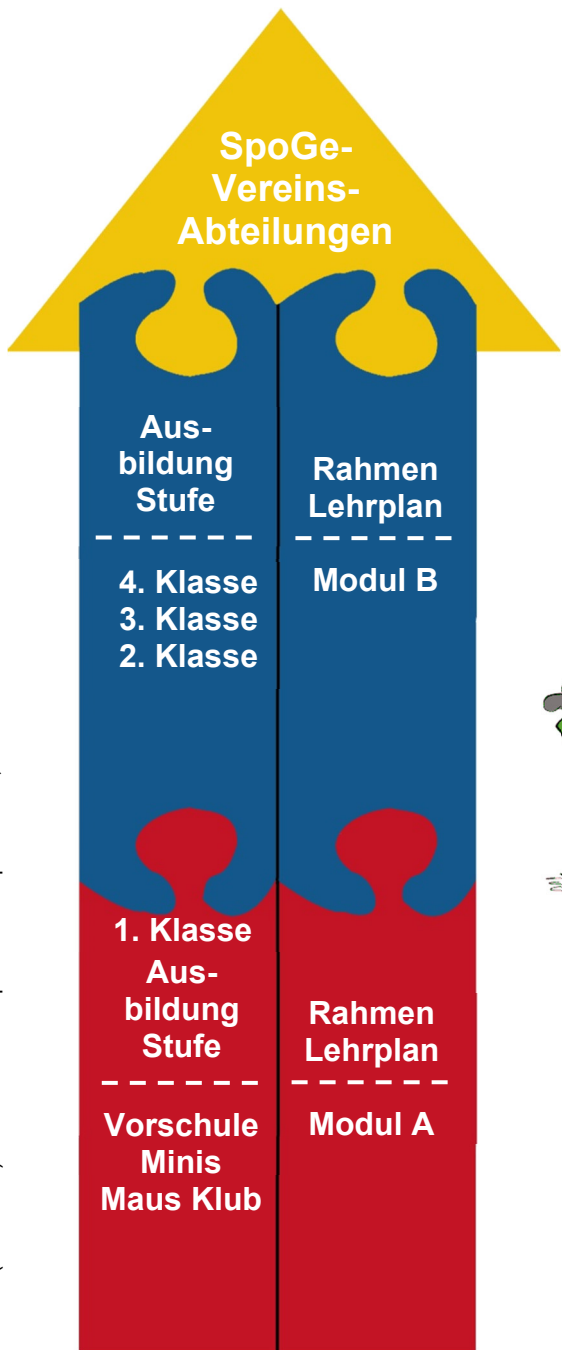 SpoGe-
Vereins-
Abteilungen
Aus-
bildung
Stufe
4. Klasse
3. Klasse
2. Klasse
Rahmen
Lehrplan
Modul B
1. Klasse
Aus-
bildung
Stufe
Vorschule
Minis
Maus Klub
Rahmen
Lehrplan
Modul A